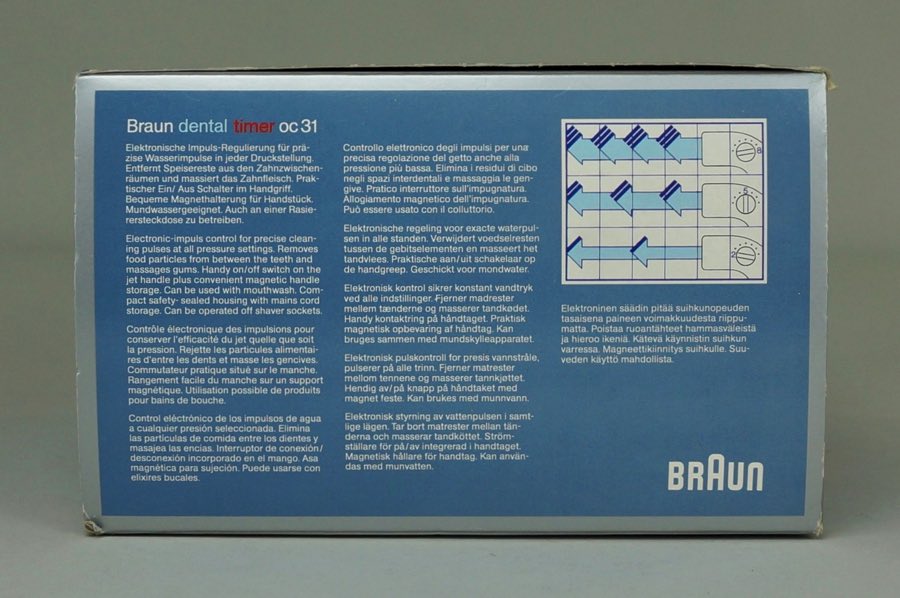 Braun dental timer oc 31
Elektronische Impuls-Regulierung für prä-
zise Wasserimpulse in jeder Druckstellung.
Entfernt Speisereste aus den Zahnzwischen-
räumen und massiert das Zahnfleisch. Prak-
tischer Ein/ Aus Schalter im Handgriff.
Bequeme Magnethalterung für Handstück.
Mundwassergeeignet. Auch an einer Rasie-
rersteckdose zu betreiben.
Electronic-impuls control for precise clean-
ing pulses at all pressure settings. Removes
food particles from between the teeth and
massages gums. Handy on/off switch on the
jet handle plus convenient magnetic handle
storage. Can be used with mouthwash. Com-
pact safety- sealed housing with mains cord
storage. Can be operated off shaver sockets.
Contrôle électronique des impulsions pour
conserver l'efficacité du jet quelle que soit
la pression. Rejette les particules alimentai-
res d'entre les dents et masse les gencives.
Commutateur pratique situé sur le manche.
Rangement facile du manche sur un support
magnétique. Utilisation possible de produits
pour bains de bouche.
Control eléctrónico de los impulsos de agua
a cualquier presión seleccionada. Elimina
las particulas de comida entre los dientes y
masajea las encias. Interruptor de conexión/
desconexión incorporado en el mango. Asa
magnética para sujeción. Puede usarse con
elixires bucales.
Controllo elettronico degli impulsi per una
precisa regolazione del getto anche alla
pressione più bassa. Elimina i residui di cibo
negli spazi interdentali e massaggia le gen-
give. Pratico interruttore sull'impugnatura.
Allogiamento magnetico dell'impugnatura.
Può essere usato con il colluttorio.
Elektronische regeling voor exacte waterpul-
sen in alle standen. Verwijdert voedselresten
tussen de gebitselementen en masseert het
tandvlees. Praktische aan/uit schakelaar op
de handgreep. Geschickt voor mondwater.
Elektronisk kontrol sikrer konstant vandtryk
ved alle indstillinger. Fjerner madrester
mellem tænderne og masserer tandkødet.
Handy kontaktring på håndtaget. Praktisk
magnetisk opbevaring af håndtag. Kan
bruges sammen med mundskylleapparatet.
Elektronisk pulskontroll for presis vannstråle,
pulserer på alle trinn. Fjerner matrester
mellom tennene og masserer tannkjøttet.
Hendig av/på knapp på håndtaket med
magnet feste. Kan brukes med munnvann.
Elektronisk styrning av vattenpulsen i samt-
lige lägen. Tar bort matrester mellan tän-
derna och masserar tandköttet. Ström-
ställare för på/av integrerad i handtaget.
Magnetisk hållare för handtag. Kan använ-
das med munvatten.
8
5
2
Elektroninen säädin pitää suihkunopeuden
tasaisena paineen voimakkuudesta riippu-
matta. Poistaa ruoantähteet hammasväleistä
ja hieroo ikeniä. Kätevä käynnistin suihkun
varressa. Magneettikiinnitys suihkulle. Suu-
veden käyttö mahdollista.
BRAUN